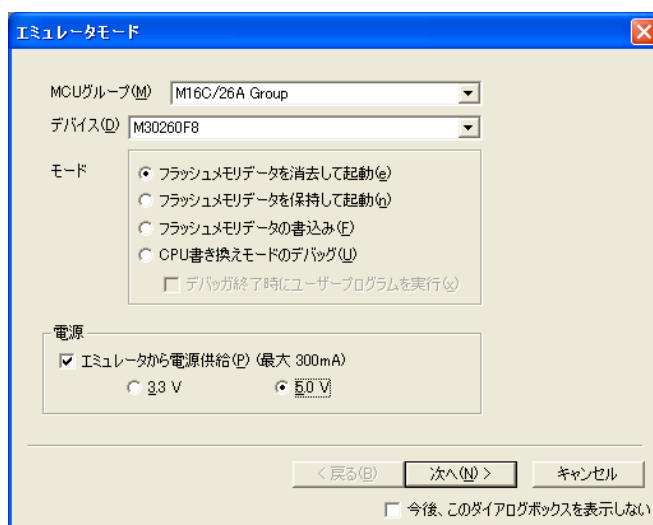 エミュレータモード
MCUグループ(M) M16C/26A Group
デバイス(D) M30260F8
モード
フラッシュメモリデータを消去して起動(e)
フラッシュメモリデータを保持して起動(n)
フラッシュメモリデータの書込み(F)
CPU書き換えモードのデバッグ(U)
デバッガ終了時にユーザープログラムを実行(x)
電源
エミュレータから電源供給(P) (最大 300mA)
3.3 V 5.0 V
< 戻る(B) 次へ(N) > キャンセル
今後、このダイアログボックスを表示しない